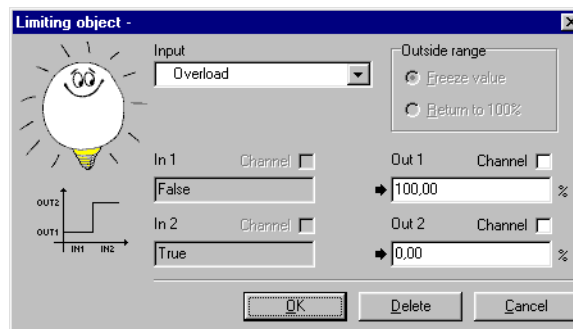 Limiting object -
Input
Overload
Outside range
Freeze value
Return to 100%
In 1 Channel
Out 1 Channel
False
100,00 %
In 2 Channel
Out 2 Channel
True
0,00 %
OUT2
OUT1
IN1 IN2
OK Delete Cancel